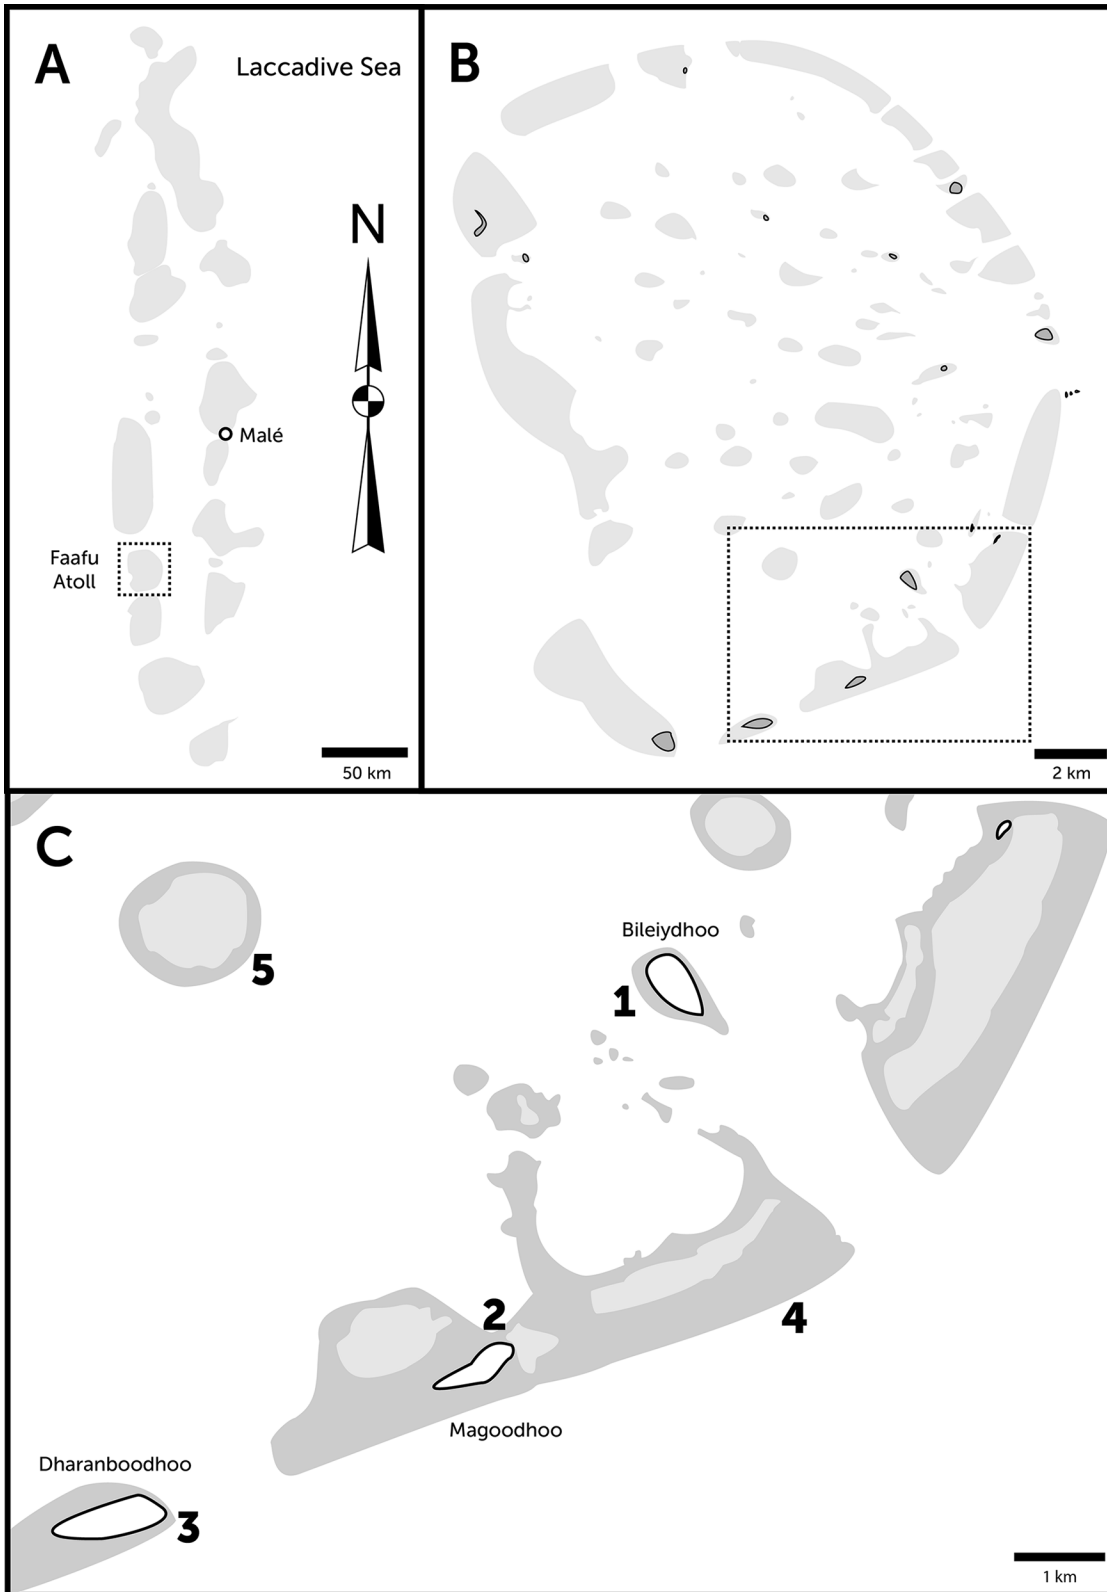 A
Laccadive Sea
N
Malé
Faafu
Atoll
50 km
B
2 km
C
5
Bileiydhoo
1
2
4
Magoodhoo
Dharanboodhoo
3
1 km